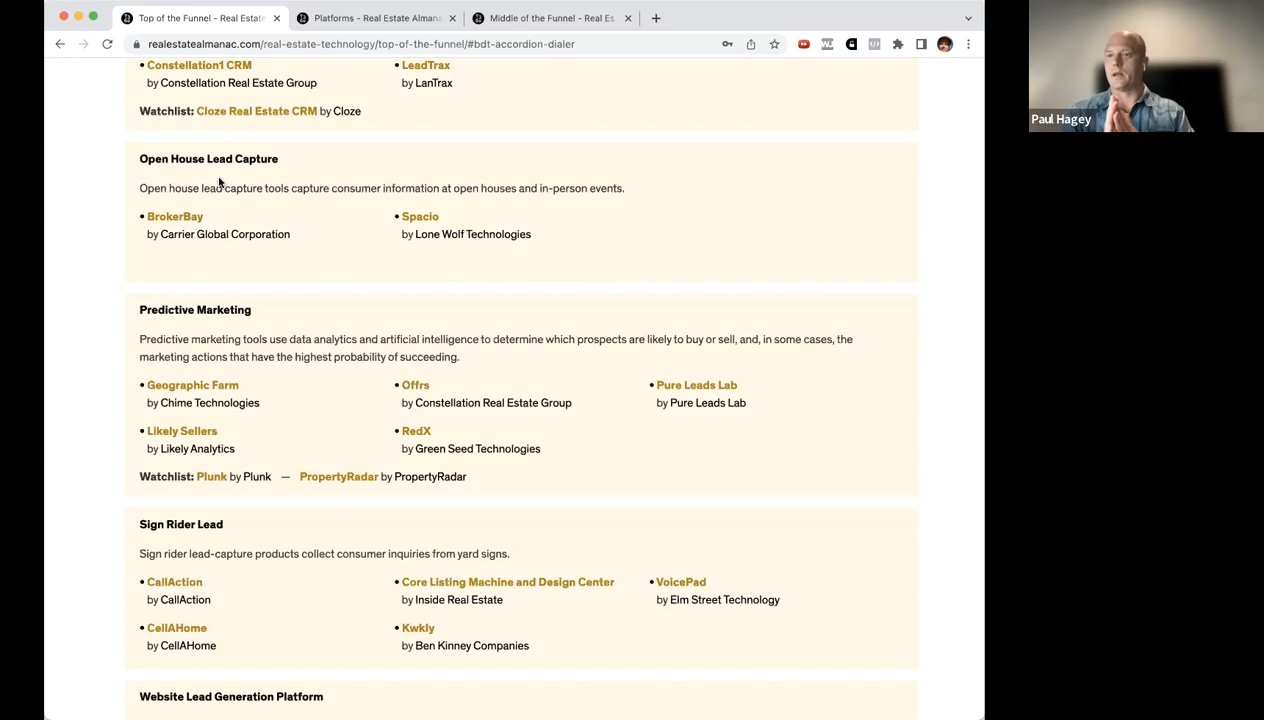 Top of the Funnel - Real Estate
Platforms - Real Estate Almana
Middle of the Funnel - Real Es
realestatealmanac.com/real-estate-technology/top-of-the-funnel/#bdt-accordion-dialer
Paul Hagey
• Constellation1 CRM • LeadTrax
by Constellation Real Estate Group by LanTrax
Watchlist: Cloze Real Estate CRM by Cloze
Open House Lead Capture
Open house lead capture tools capture consumer information at open houses and in-person events.
• BrokerBay • Spacio
by Carrier Global Corporation by Lone Wolf Technologies
Predictive Marketing
Predictive marketing tools use data analytics and artificial intelligence to determine which prospects are likely to buy or sell, and, in some cases, the
marketing actions that have the highest probability of succeeding.
• Geographic Farm • Offrs • Pure Leads Lab
by Chime Technologies by Constellation Real Estate Group by Pure Leads Lab
• Likely Sellers • RedX
by Likely Analytics by Green Seed Technologies
Watchlist: Plunk by Plunk — PropertyRadar by PropertyRadar
Sign Rider Lead
Sign rider lead-capture products collect consumer inquiries from yard signs.
• CallAction • Core Listing Machine and Design Center • VoicePad
by CallAction by Inside Real Estate by Elm Street Technology
• CellAHome • Kwkly
by CellAHome by Ben Kinney Companies
Website Lead Generation Platform